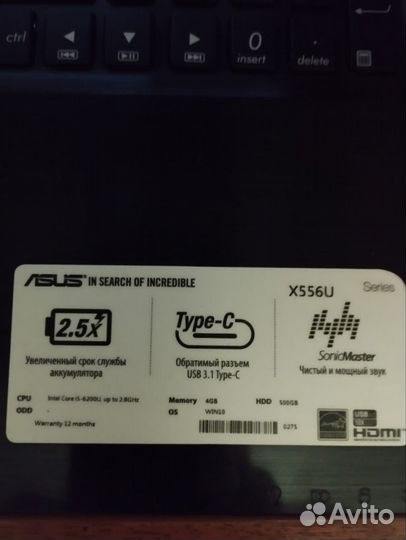 ctrl
0
insert
.
delete
ASUS IN SEARCH OF INCREDIBLE
X556U Series
2.5X
Увеличенный срок службы
аккумулятора
Type-C
Обратимый разъем
USB 3.1 Type-C
SonicMaster
Чистый и мощный звук
CPU Intel Core i5-6200U up to 2.8GHz Memory 4GB HDD 500GB
ODD OS WIN10
Warranty 12 months 0275
USB
HDMI
Avito